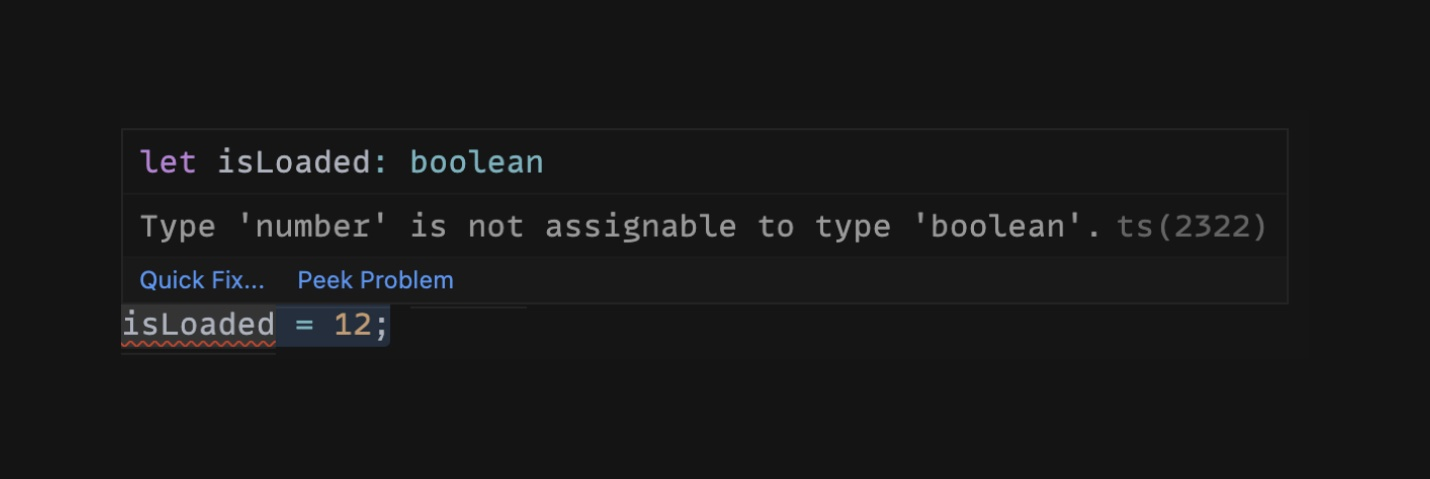 let isLoaded: boolean
Type 'number' is not assignable to type 'boolean'. ts(2322)
Quick Fix... Peek Problem
isLoaded = 12;